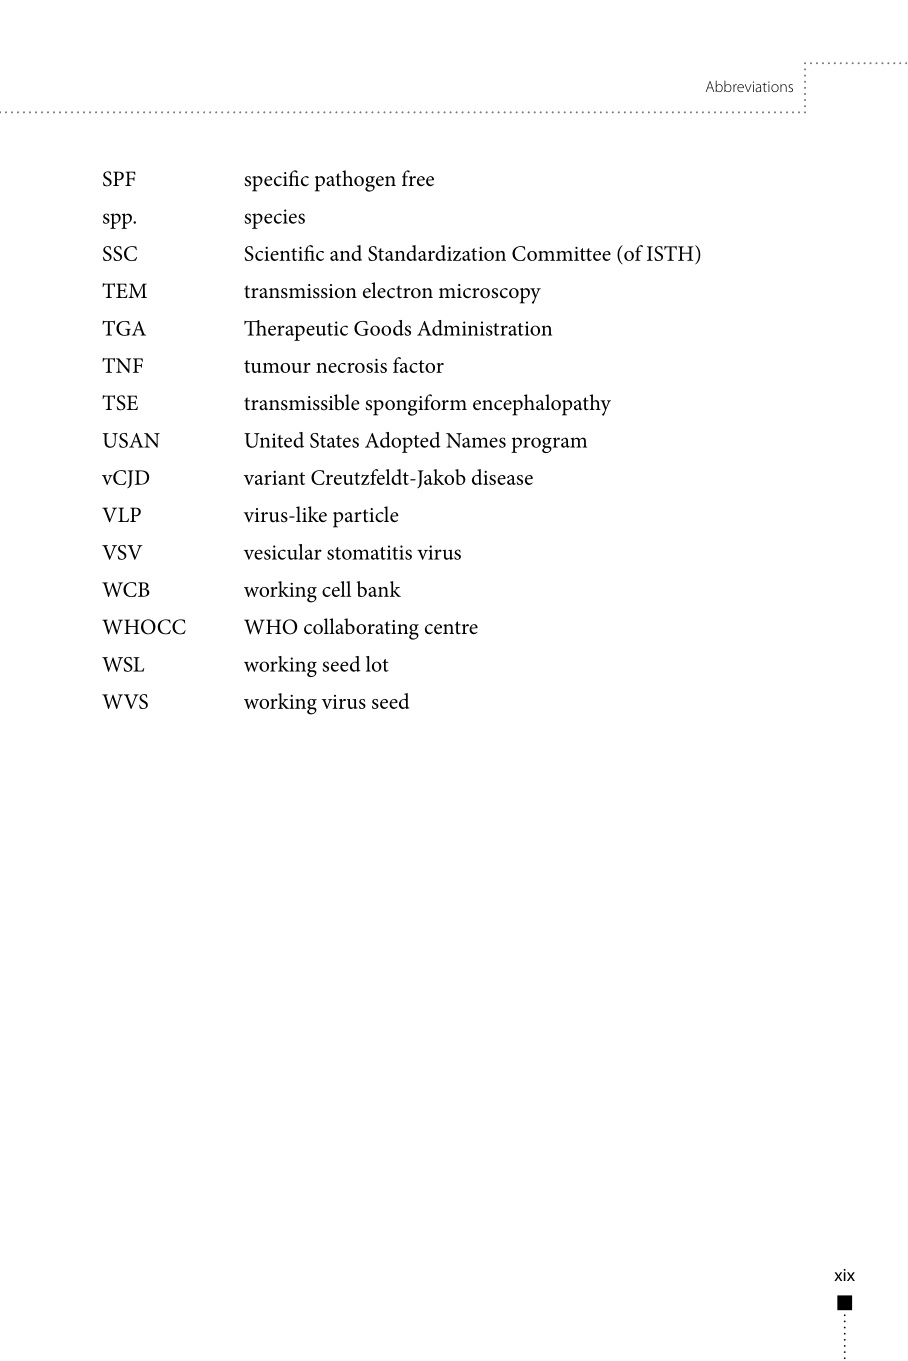 Abbreviations
SPF specific pathogen free
spp. species
SSC Scientific and Standardization Committee (of ISTH)
TEM transmission electron microscopy
TGA Therapeutic Goods Administration
TNF tumour necrosis factor
TSE transmissible spongiform encephalopathy
USAN United States Adopted Names program
vCJD variant Creutzfeldt-Jakob disease
VLP virus-like particle
VSV vesicular stomatitis virus
WCB working cell bank
WHOCC WHO collaborating centre
WSL working seed lot
WVS working virus seed
xix